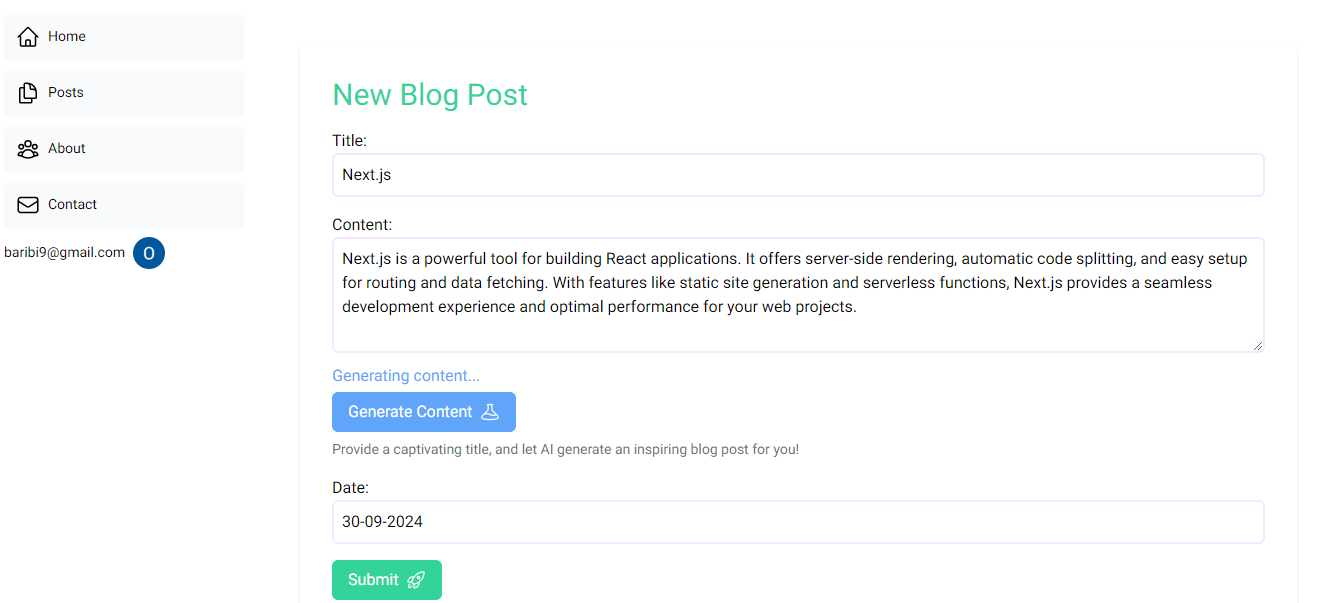 Home
Posts
About
Contact
baribi9@gmail.com O
New Blog Post
Title:
Next.js
Content:
Next.js is a powerful tool for building React applications. It offers server-side rendering, automatic code splitting, and easy setup
for routing and data fetching. With features like static site generation and serverless functions, Next.js provides a seamless
development experience and optimal performance for your web projects.
Generating content...
Generate Content
Provide a captivating title, and let AI generate an inspiring blog post for you!
Date:
30-09-2024
Submit